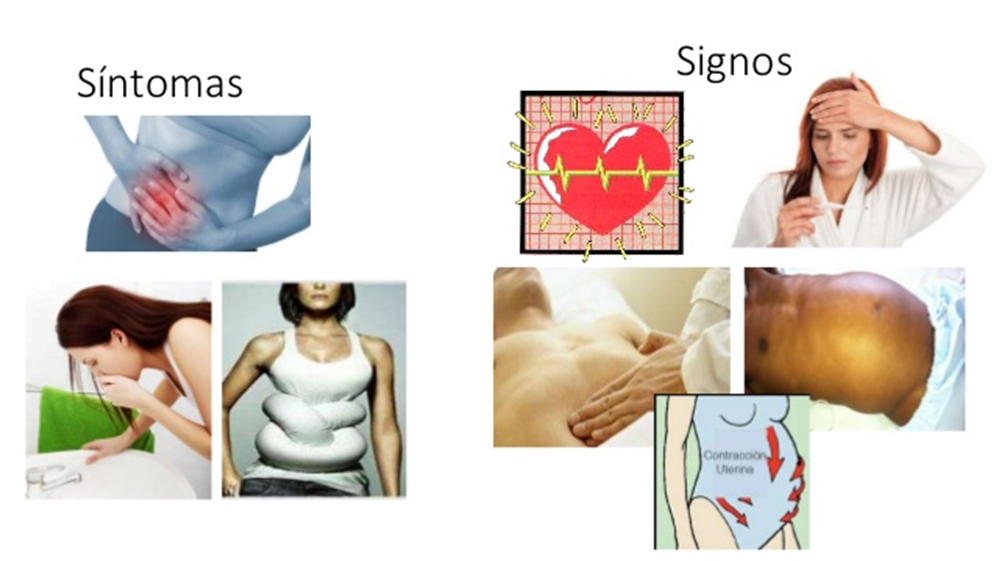 Síntomas
Signos
Contracción
Uterina